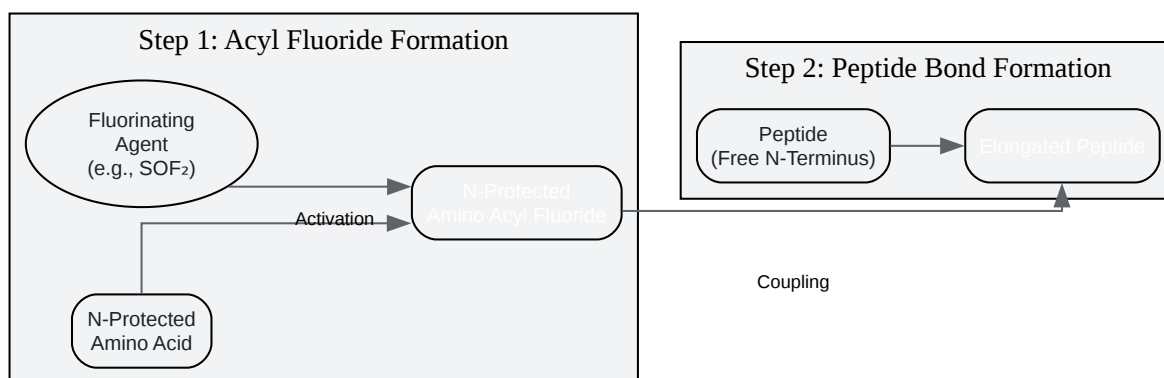 Step 1: Acyl Fluoride Formation
Fluorinating
Agent
(e.g., SOF₂)
N-Protected
Amino Acyl Fluoride
Activation
N-Protected
Amino Acid
Step 2: Peptide Bond Formation
Peptide
(Free N-Terminus)
Elongated Peptide
Coupling